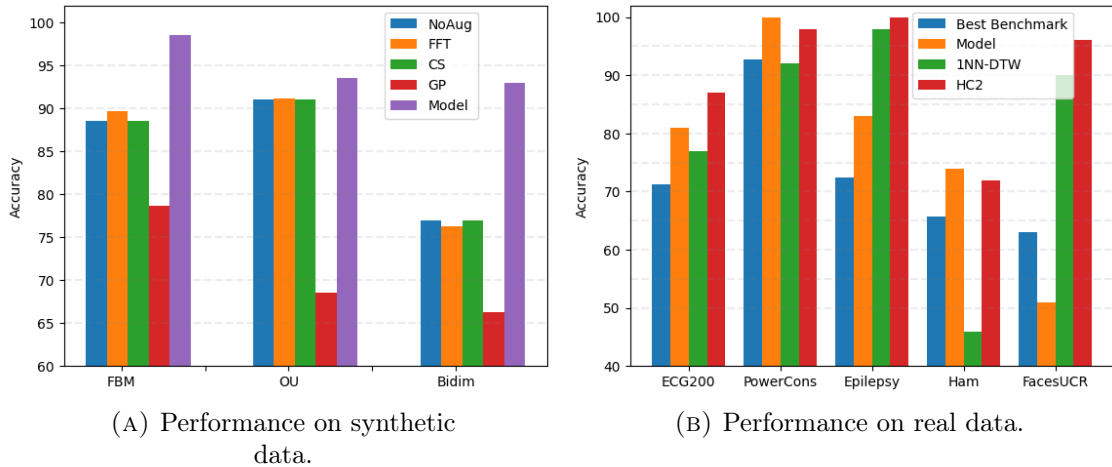 100
95
90
85
80
75
70
65
60
Accuracy
NoAug
FFT
CS
GP
Model
FBM
OU
Bidim
(A) Performance on synthetic
data.
100
90
80
70
60
50
40
Accuracy
Best Benchmark
Model
1NN-DTW
HC2
ECG200
PowerCons
Epilepsy
Ham
FacesUCR
(B) Performance on real data.